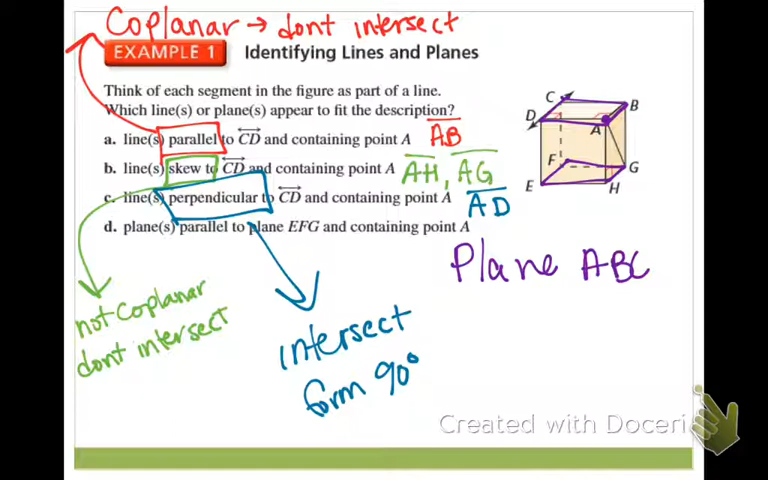 Coplanar → dont intersect
EXAMPLE 1 Identifying Lines and Planes
Think of each segment in the figure as part of a line.
Which line(s) or plane(s) appear to fit the description?
a. line(s) parallel to CD and containing point A AB
b. line(s) skew to CD and containing point A AH, AG
c. line(s) perpendicular to CD and containing point A AD
d. plane(s) parallel to plane EFG and containing point A
C
B
D
A
F
G
E
H
Plane ABC
not coplanar
dont intersect
intersect
form 90°
Created with Doceri